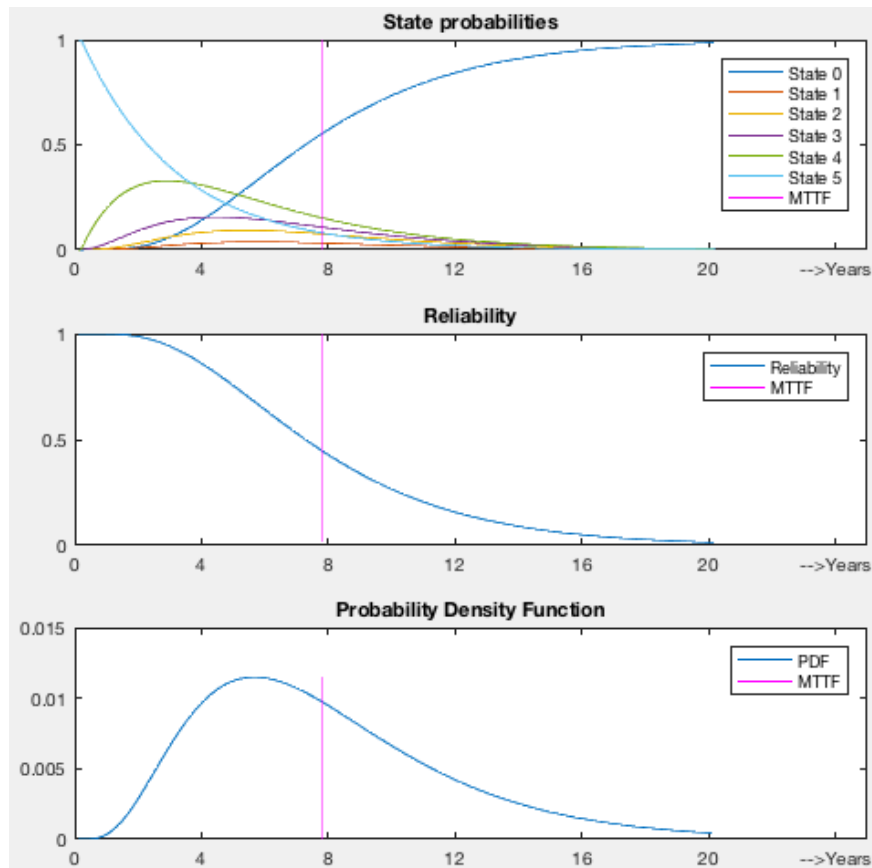 State probabilities
1
0.5
0
State 0
State 1
State 2
State 3
State 4
State 5
MTTF
0 4 8 12 16 20 -->Years
Reliability
1
0.5
0
Reliability
MTTF
0 4 8 12 16 20 -->Years
Probability Density Function
0.015
0.01
0.005
0
PDF
MTTF
0 4 8 12 16 20 -->Years